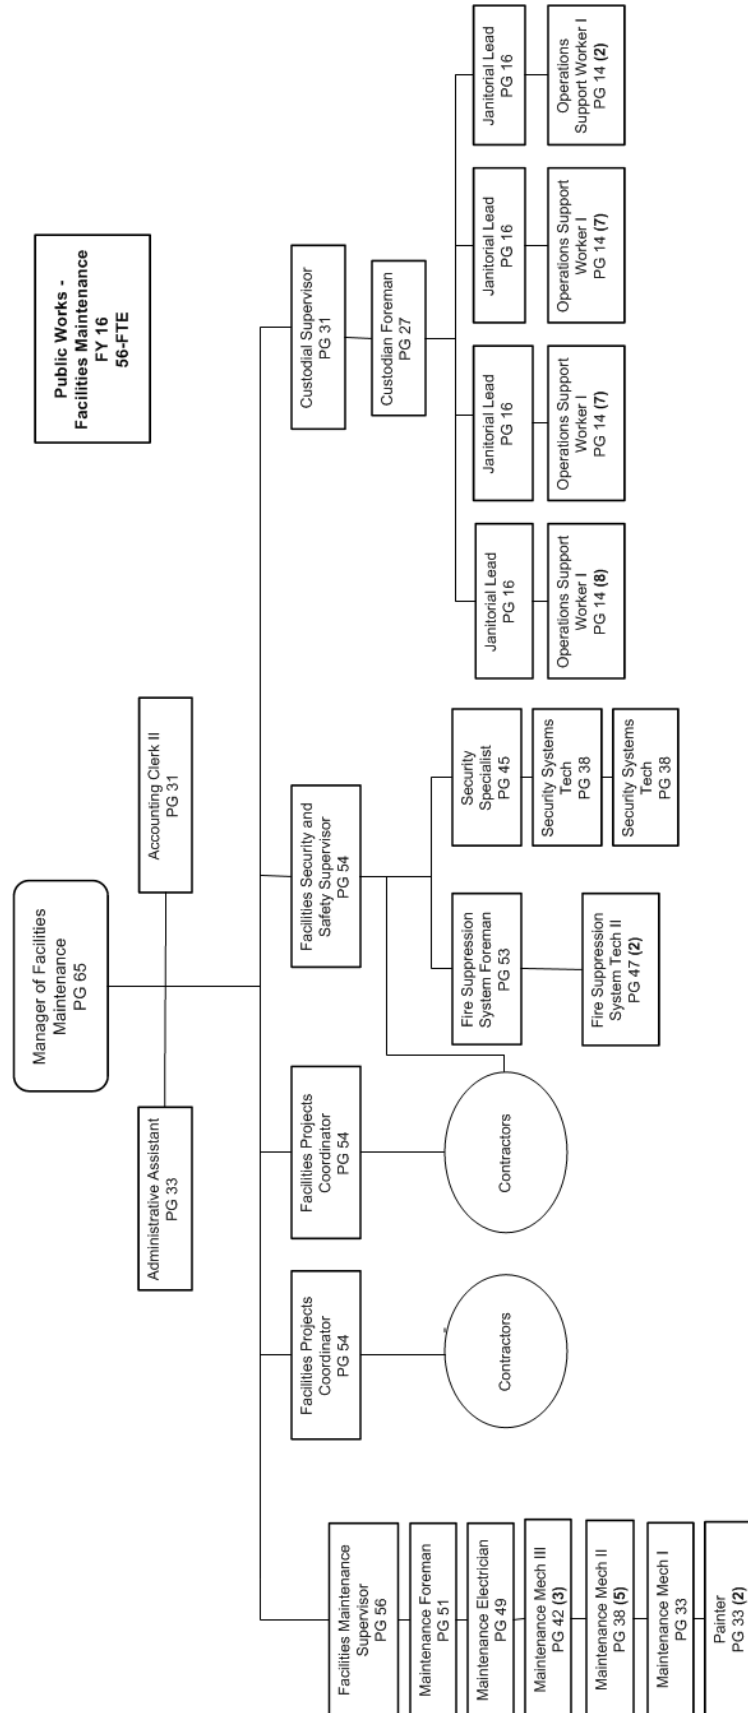 Public Works -
Facilities Maintenance
FY 16
56-FTE
Manager of Facilities
Maintenance
PG 65
Administrative Assistant
PG 33
Accounting Clerk II
PG 31
Facilities Maintenance
Supervisor
PG 56
Maintenance Foreman
PG 51
Maintenance Electrician
PG 49
Maintenance Mech III
PG 42 (3)
Maintenance Mech II
PG 38 (5)
Maintenance Mech I
PG 33
Painter
PG 33 (2)
Facilities Projects
Coordinator
PG 54
Contractors
Facilities Projects
Coordinator
PG 54
Contractors
Facilities Security and
Safety Supervisor
PG 54
Fire Suppression
System Foreman
PG 53
Fire Suppression
System Tech II
PG 47 (2)
Security
Specialist
PG 45
Security Systems
Tech
PG 38
Security Systems
Tech
PG 38
Custodial Supervisor
PG 31
Custodian Foreman
PG 27
Janitorial Lead
PG 16
Operations Support
Worker I
PG 14 (8)
Janitorial Lead
PG 16
Operations Support
Worker I
PG 14 (7)
Janitorial Lead
PG 16
Operations Support
Worker I
PG 14 (7)
Janitorial Lead
PG 16
Operations
Support Worker I
PG 14 (2)